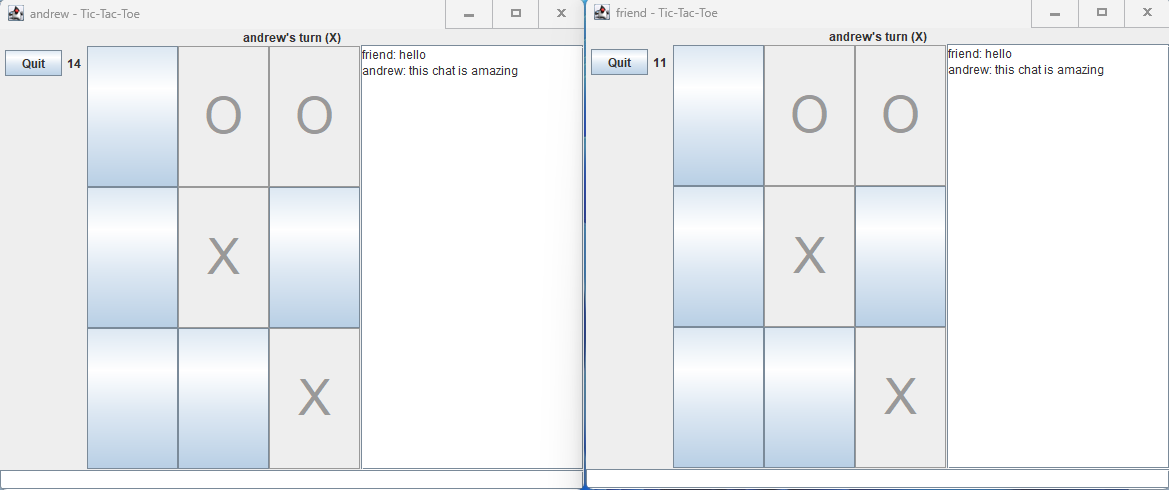 andrew - Tic-Tac-Toe
andrew's turn (X)
Quit 14
O O
X
X
friend: hello
andrew: this chat is amazing
friend - Tic-Tac-Toe
andrew's turn (X)
Quit 11
O O
X
X
friend: hello
andrew: this chat is amazing